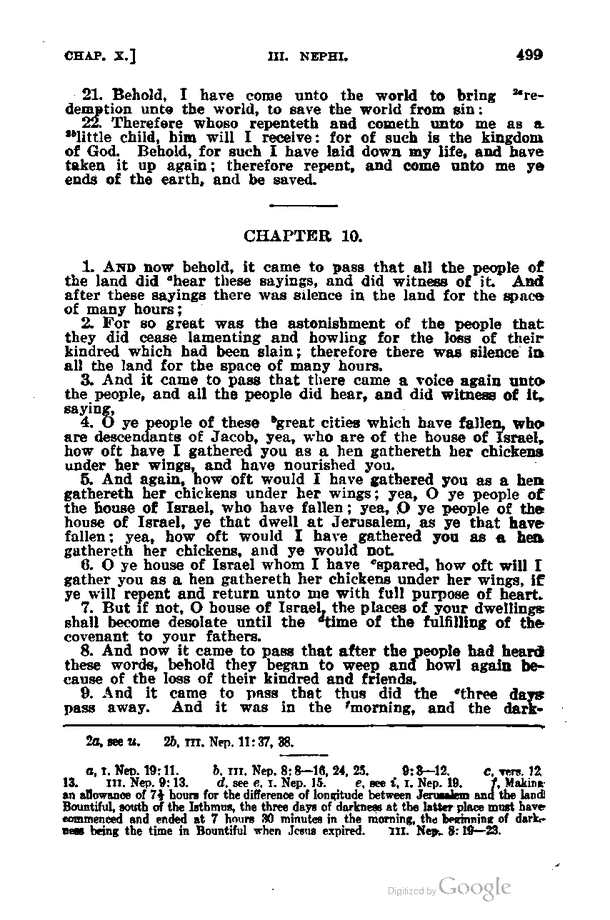 CHAP. X.] III. NEPHI. 499
21. Behold, I have come unto the world to bring ²ᵃre-
demption unto the world, to save the world from sin:
22. Therefore whoso repenteth and cometh unto me as a
²ᵇlittle child, him will I receive: for of such is the kingdom
of God. Behold, for such I have laid down my life, and have
taken it up again; therefore repent, and come unto me ye
ends of the earth, and be saved.
CHAPTER 10.
1. AND now behold, it came to pass that all the people of
the land did ᵃhear these sayings, and did witness of it. And
after these sayings there was silence in the land for the space
of many hours;
2. For so great was the astonishment of the people that
they did cease lamenting and howling for the loss of their
kindred which had been slain; therefore there was silence in
all the land for the space of many hours.
3. And it came to pass that there came a voice again unto
the people, and all the people did hear, and did witness of it,
saying,
4. O ye people of these ᵇgreat cities which have fallen, who
are descendants of Jacob, yea, who are of the house of Israel,
how oft have I gathered you as a hen gathereth her chickens
under her wings, and have nourished you.
5. And again, how oft would I have gathered you as a hen
gathereth her chickens under her wings; yea, O ye people of
the house of Israel, who have fallen; yea, O ye people of the
house of Israel, ye that dwell at Jerusalem, as ye that have
fallen; yea, how oft would I have gathered you as a hen
gathereth her chickens, and ye would not.
6. O ye house of Israel whom I have ᶜspared, how oft will I
gather you as a hen gathereth her chickens under her wings, if
ye will repent and return unto me with full purpose of heart.
7. But if not, O house of Israel, the places of your dwellings
shall become desolate until the ᵈtime of the fulfilling of the
covenant to your fathers.
8. And now it came to pass that after the people had heard
these words, behold they began to weep and howl again be-
cause of the loss of their kindred and friends.
9. And it came to pass that thus did the ᵉthree days
pass away. And it was in the ᶠmorning, and the dark-
2a, see u. 2b, III. Nep. 11:37, 38.
a, I. Nep. 19:11. b, III. Nep. 8:8—16, 24, 25. 9:3—12. c, vers. 12
13. III. Nep. 9:13. d, see e, I. Nep. 15. e, see f, I. Nep. 19. f, Making
an allowance of 7½ hours for the difference of longitude between Jerusalem and the land
Bountiful, south of the Isthmus, the three days of darkness at the latter place must have
commenced and ended at 7 hours 30 minutes in the morning, the beginning of dark-
ness being the time in Bountiful when Jesus expired. III. Nep. 8:19—23.
Digitized by Google